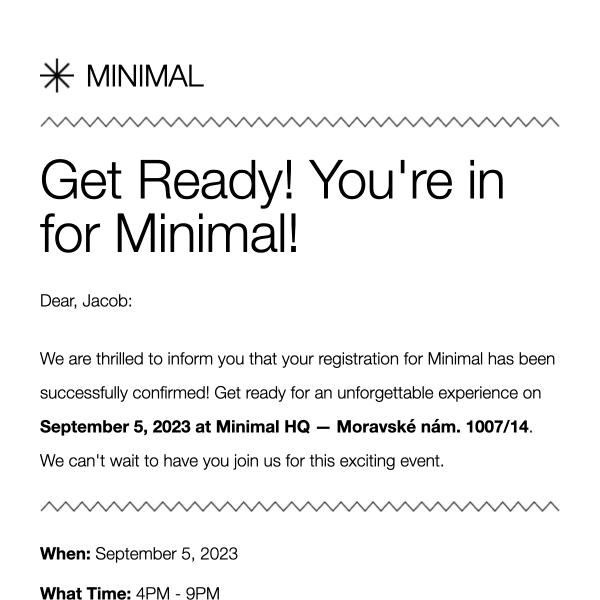 MINIMAL
Get Ready! You're in
for Minimal!
Dear, Jacob:
We are thrilled to inform you that your registration for Minimal has been
successfully confirmed! Get ready for an unforgettable experience on
September 5, 2023 at Minimal HQ — Moravské nám. 1007/14.
We can't wait to have you join us for this exciting event.
When: September 5, 2023
What Time: 4PM - 9PM